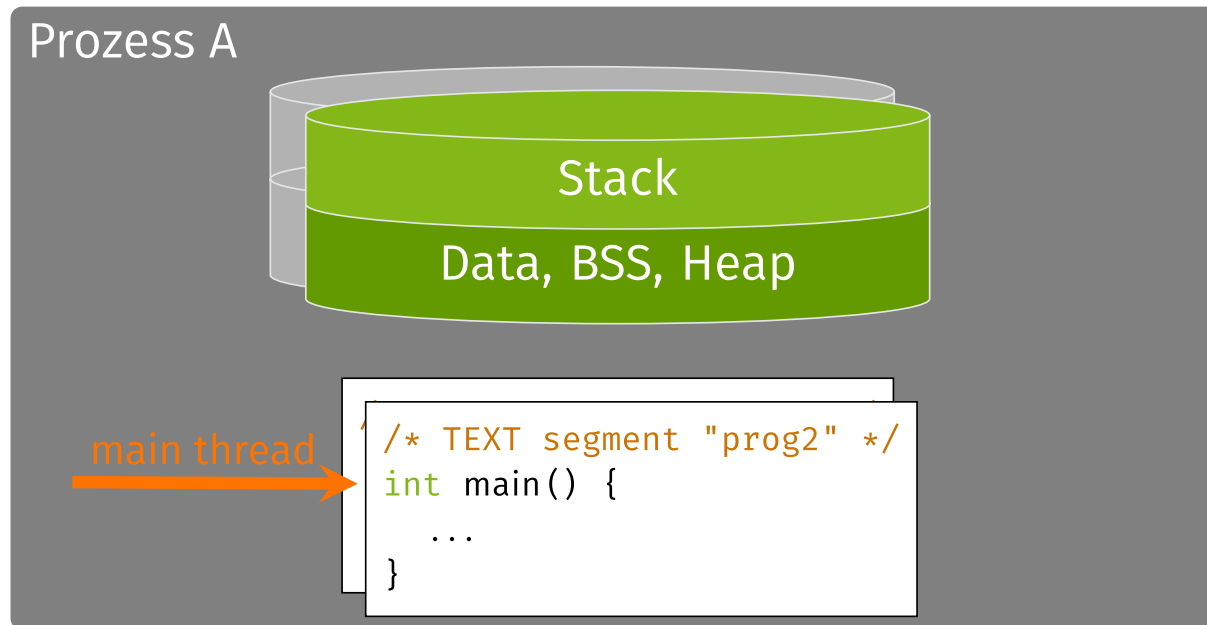 Prozess A
Stack
Data, BSS, Heap
main thread
/* TEXT segment "prog2" */
int main() {
...
}